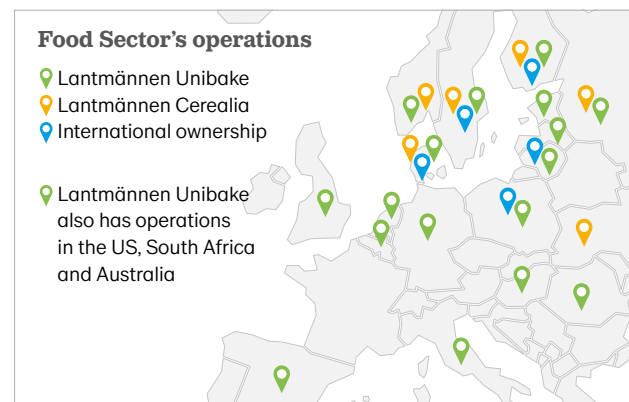 Food Sector's operations
Lantmännen Unibake
Lantmännen Cerealia
International ownership
Lantmännen Unibake
also has operations
in the US, South Africa
and Australia